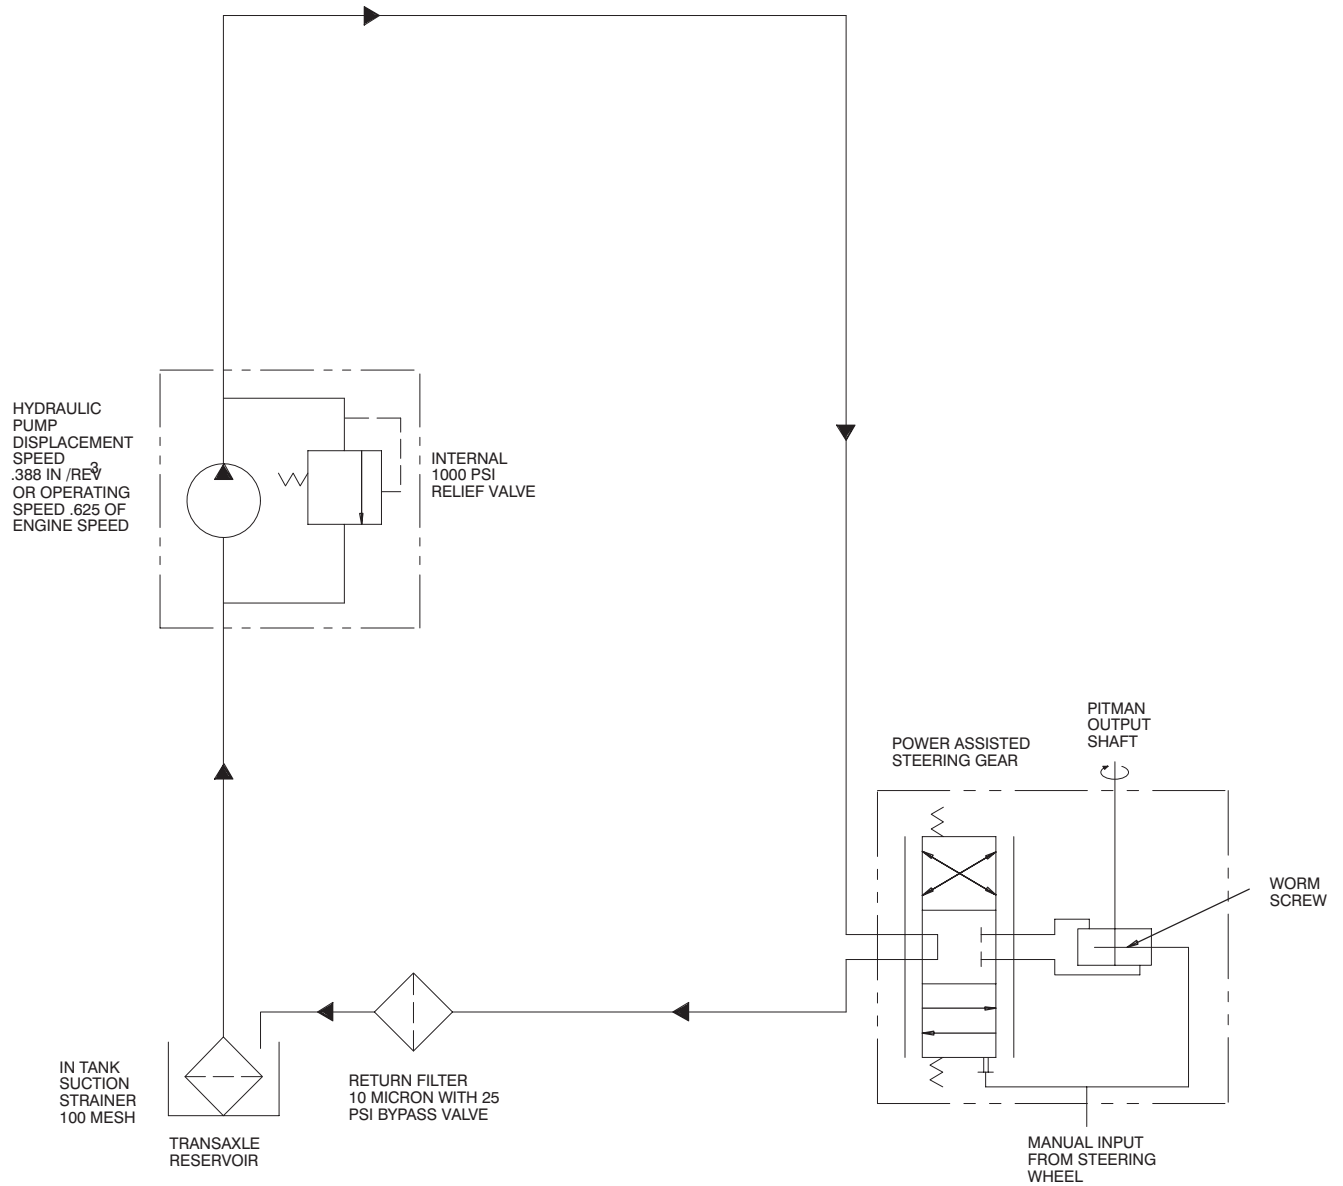 HYDRAULIC
PUMP
DISPLACEMENT
SPEED
.388 IN /REV 3
OR OPERATING
SPEED .625 OF
ENGINE SPEED
INTERNAL
1000 PSI
RELIEF VALVE
PITMAN
OUTPUT
SHAFT
POWER ASSISTED
STEERING GEAR
WORM
SCREW
IN TANK
SUCTION
STRAINER
100 MESH
RETURN FILTER
10 MICRON WITH 25
PSI BYPASS VALVE
TRANSAXLE
RESERVOIR
MANUAL INPUT
FROM STEERING
WHEEL